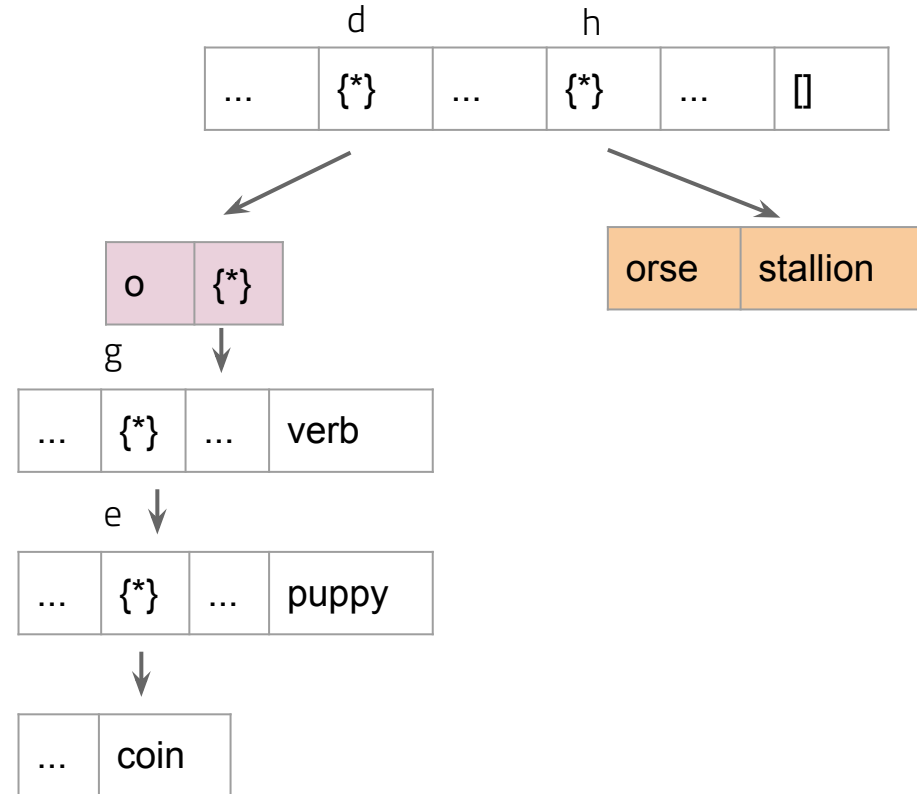 d h
... {*} ... {*} ... []
o {*} orse stallion
g
... {*} ... verb
e
... {*} ... puppy
... coin